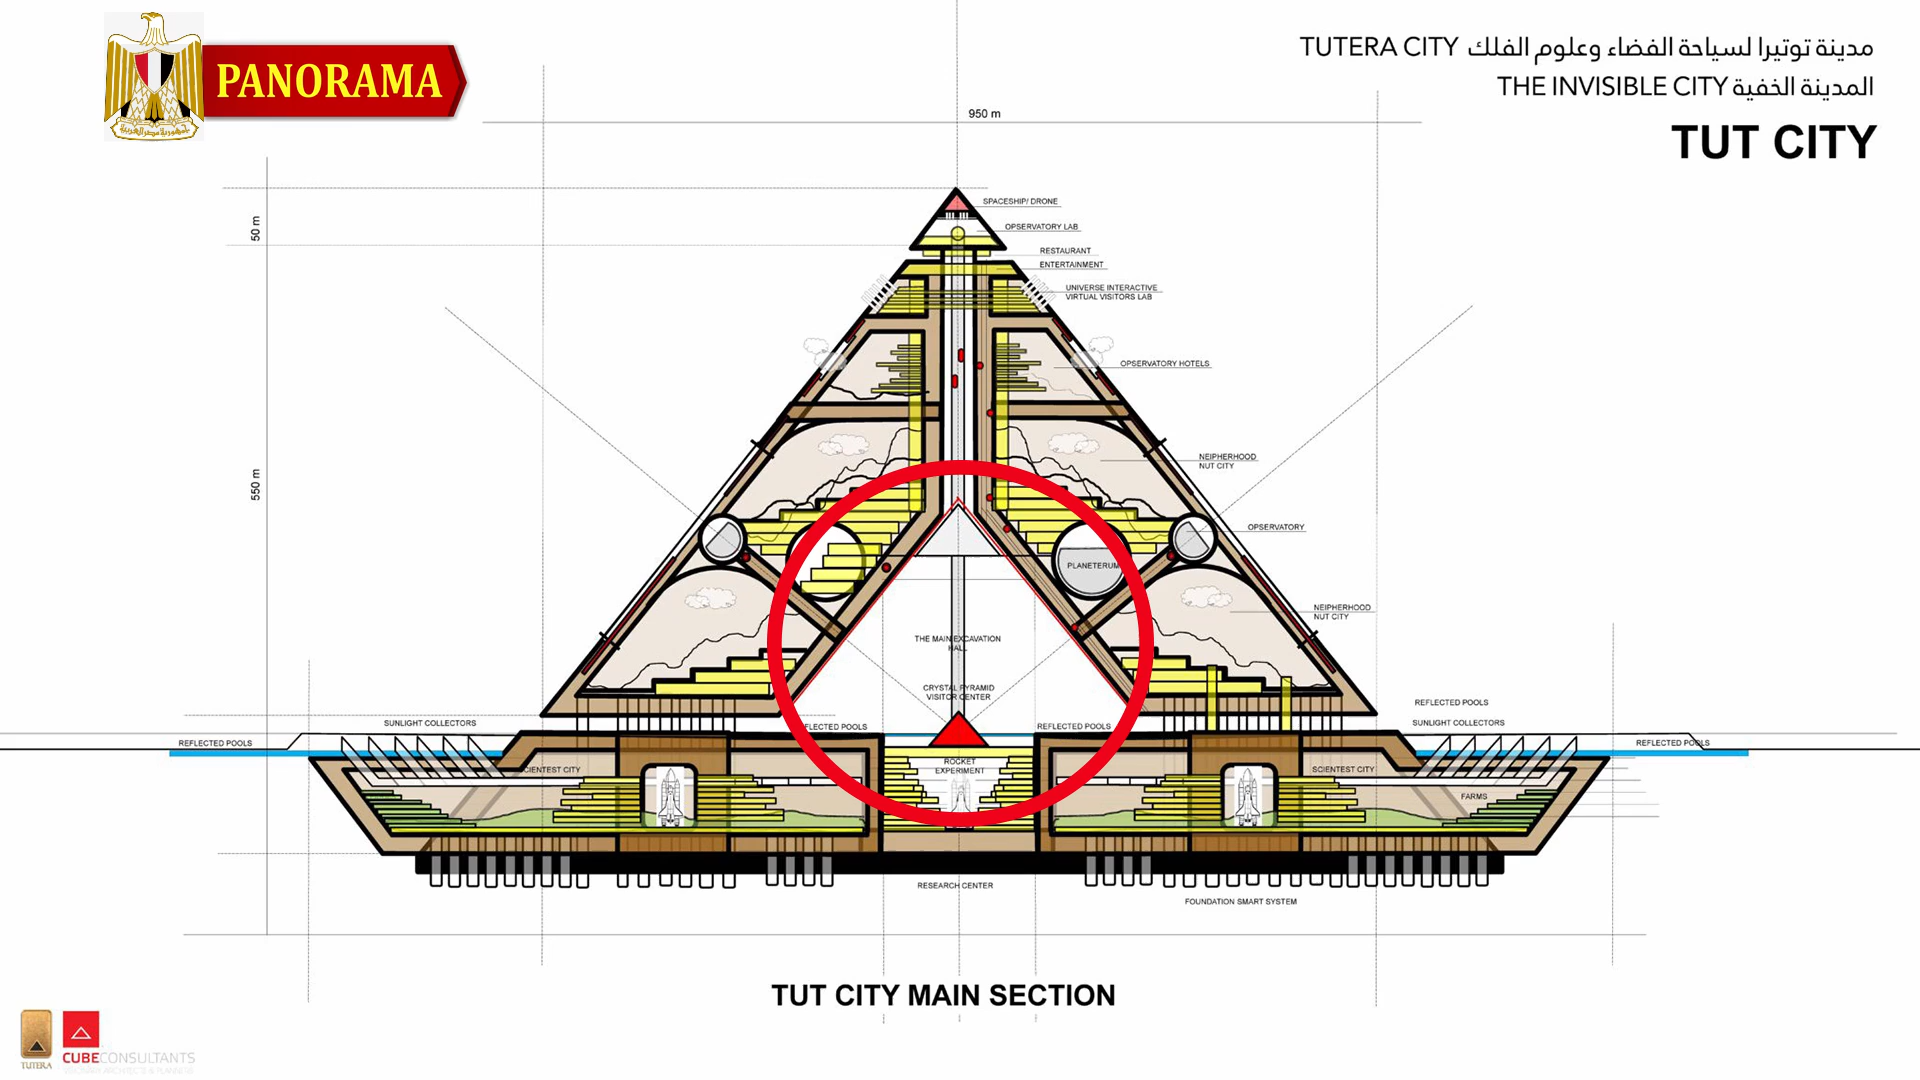 PANORAMA
جمهورية مصر العربية
TUTERA CITY مدينة توتيرا لسياحة الفضاء وعلوم الفلك
THE INVISIBLE CITY المدينة الخفية
TUT CITY
950 m
50 m
550 m
SPACESHIP/ DRONE
OPSERVATORY LAB
RESTAURANT
ENTERTAINMENT
UNIVERSE INTERACTIVE
VIRTUAL VISITORS LAB
OPSERVATORY HOTELS
NEIPHERHOOD
NUT CITY
OPSERVATORY
PLANETERUM
NEIPHERHOOD
NUT CITY
THE MAIN EXCAVATION
HALL
CRYSTAL PYRAMID
VISITOR CENTER
REFLECTED POOLS
SUNLIGHT COLLECTORS
REFLECTED POOLS
SUNLIGHT COLLECTORS
REFLECTED POOLS
FLECTED POOLS
REFLECTED POOLS
ROCKET
EXPERIMENT
CIENTEST CITY
SCIENTEST CITY
FARMS
RESEARCH CENTER
FOUNDATION SMART SYSTEM
TUT CITY MAIN SECTION
TUTERA
CUBECONSULTANTS